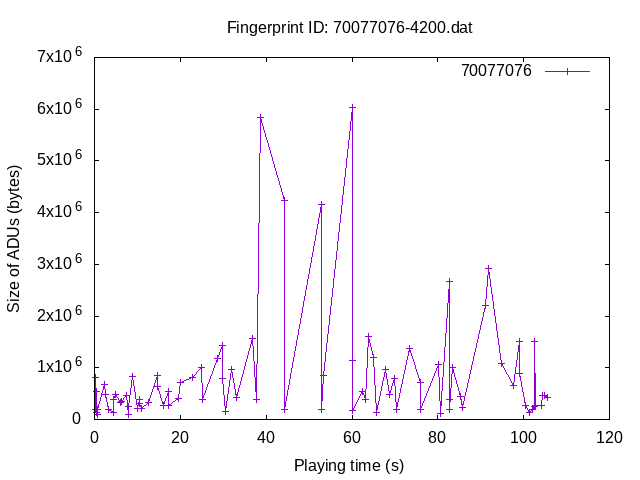 Fingerprint ID: 70077076-4200.dat
70077076
7x10^6
6x10^6
5x10^6
4x10^6
3x10^6
2x10^6
1x10^6
0
Size of ADUs (bytes)
0 20 40 60 80 100 120
Playing time (s)